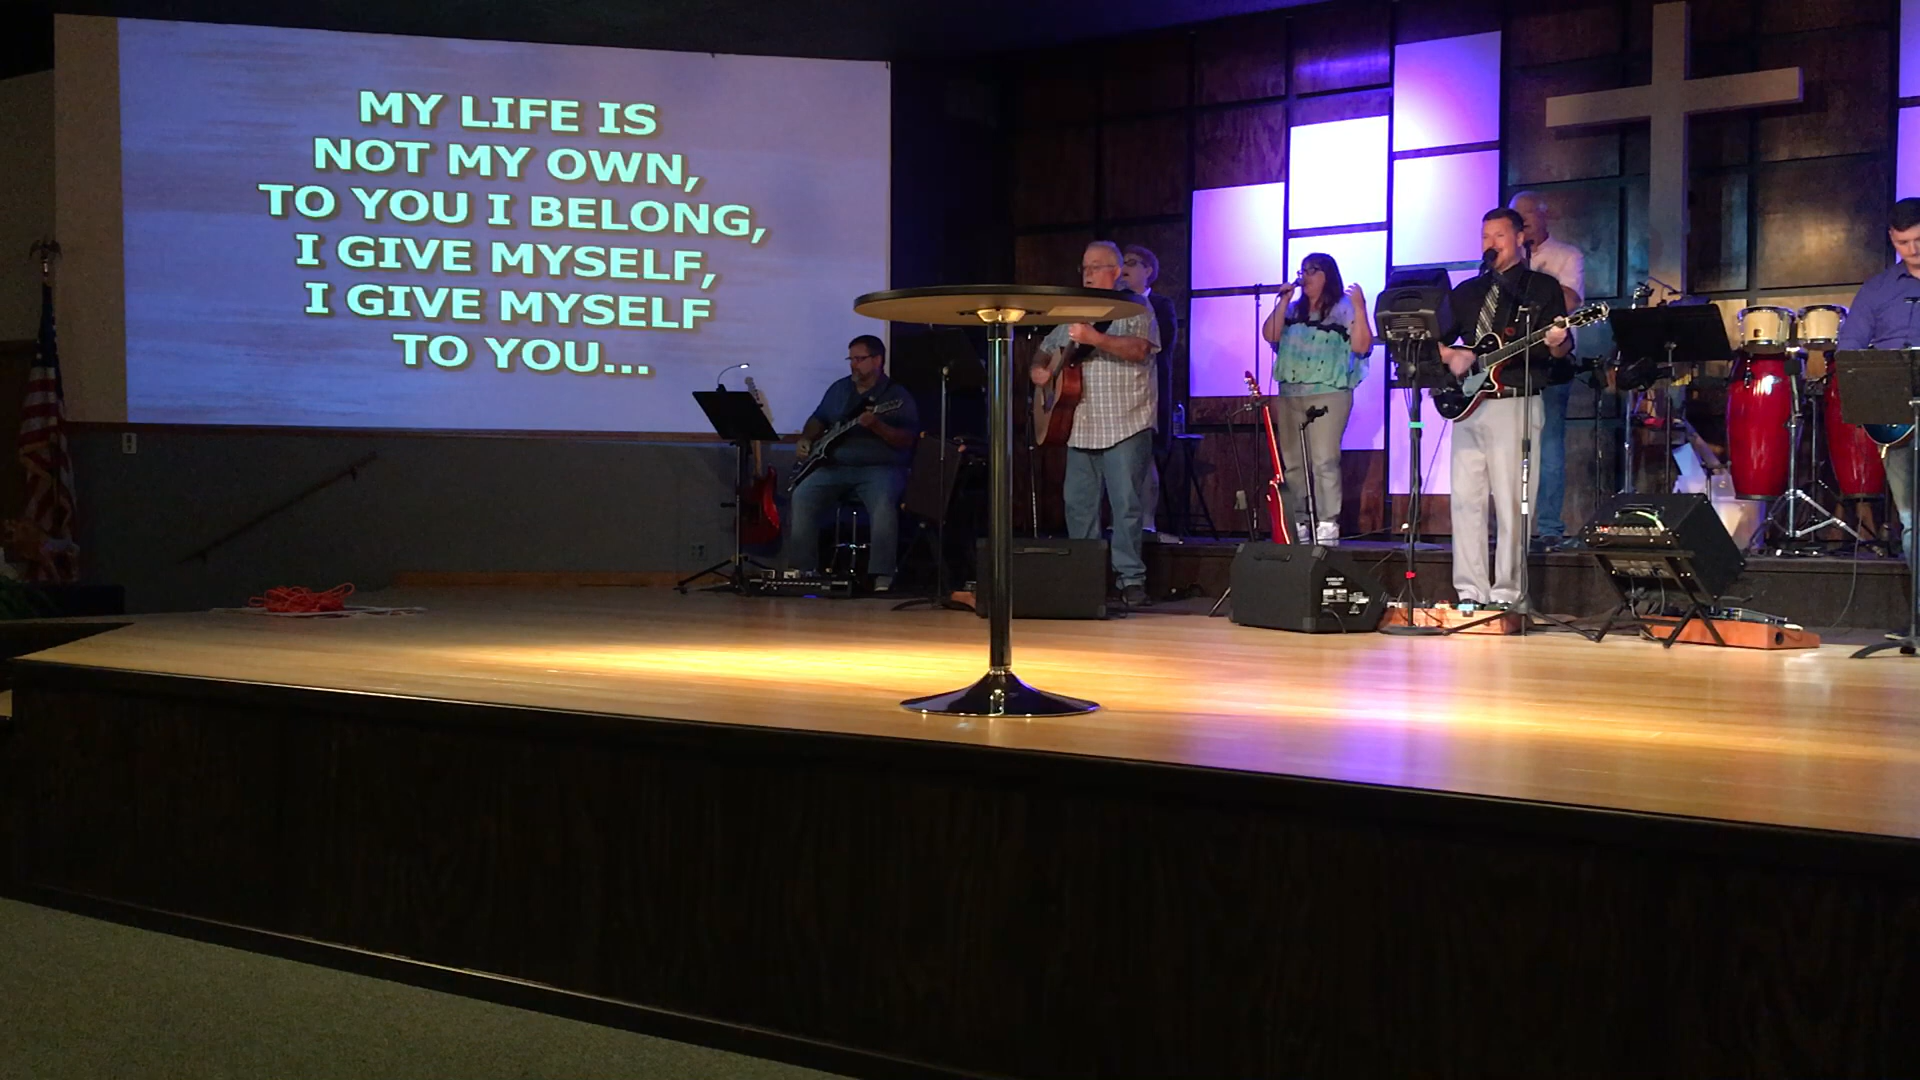 MY LIFE IS
NOT MY OWN,
TO YOU I BELONG,
I GIVE MYSELF,
I GIVE MYSELF
TO YOU...